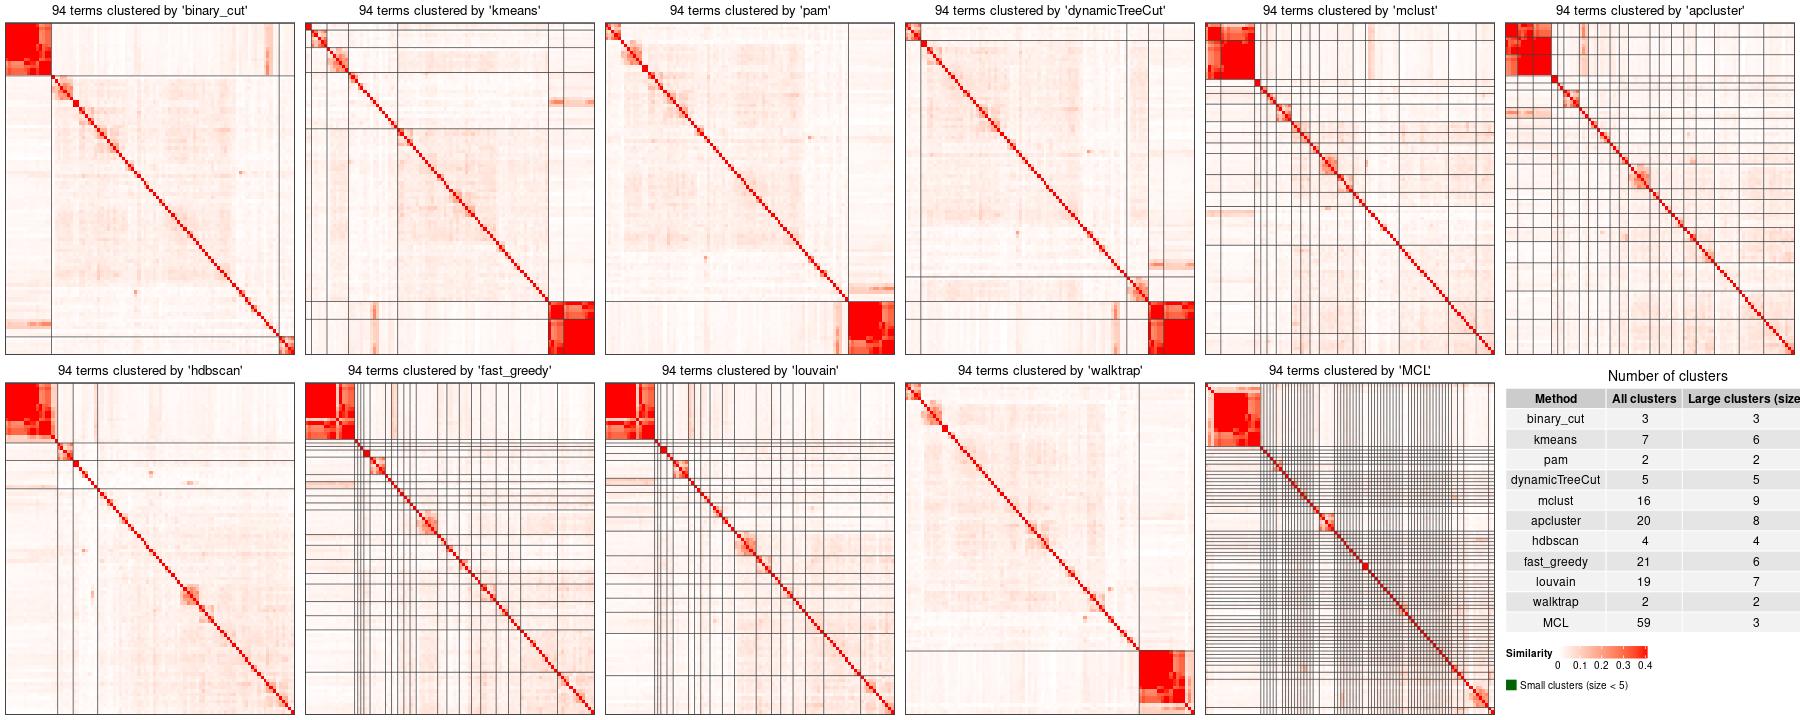 94 terms clustered by 'binary_cut'
94 terms clustered by 'kmeans'
94 terms clustered by 'pam'
94 terms clustered by 'dynamicTreeCut'
94 terms clustered by 'mclust'
94 terms clustered by 'apcluster'
94 terms clustered by 'hdbscan'
94 terms clustered by 'fast_greedy'
94 terms clustered by 'louvain'
94 terms clustered by 'walktrap'
94 terms clustered by 'MCL'
Number of clusters
Method All clusters Large clusters (size
binary_cut 3 3
kmeans 7 6
pam 2 2
dynamicTreeCut 5 5
mclust 16 9
apcluster 20 8
hdbscan 4 4
fast_greedy 21 6
louvain 19 7
walktrap 2 2
MCL 59 3
Similarity
0 0.1 0.2 0.3 0.4
Small clusters (size < 5)